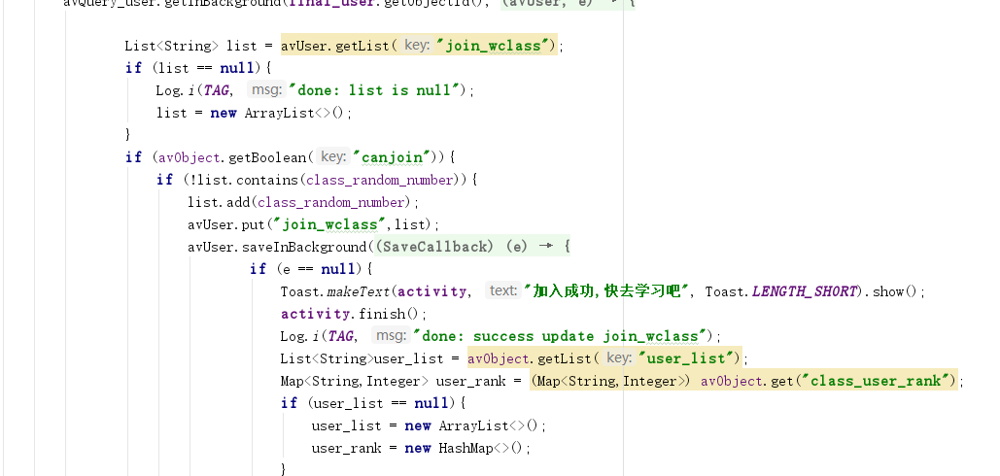 avQuery_user.getInBackground(final_user.getObjectId(), (avUser, e) → {
List<String> list = avUser.getList( key: "join_wclass");
if (list == null){
Log.i(TAG, msg: "done: list is null");
list = new ArrayList<>();
}
if (avObject.getBoolean( key: "canjoin")){
if (!list.contains(class_random_number)){
list.add(class_random_number);
avUser.put("join_wclass",list);
avUser.saveInBackground((SaveCallback) (e) → {
if (e == null){
Toast.makeText(activity, text: "加入成功,快去学习吧", Toast.LENGTH_SHORT).show();
activity.finish();
Log.i(TAG, msg: "done: success update join_wclass");
List<String>user_list = avObject.getList( key: "user_list");
Map<String,Integer> user_rank = (Map<String,Integer>) avObject.get("class_user_rank");
if (user_list == null){
user_list = new ArrayList<>();
user_rank = new HashMap<>();
}